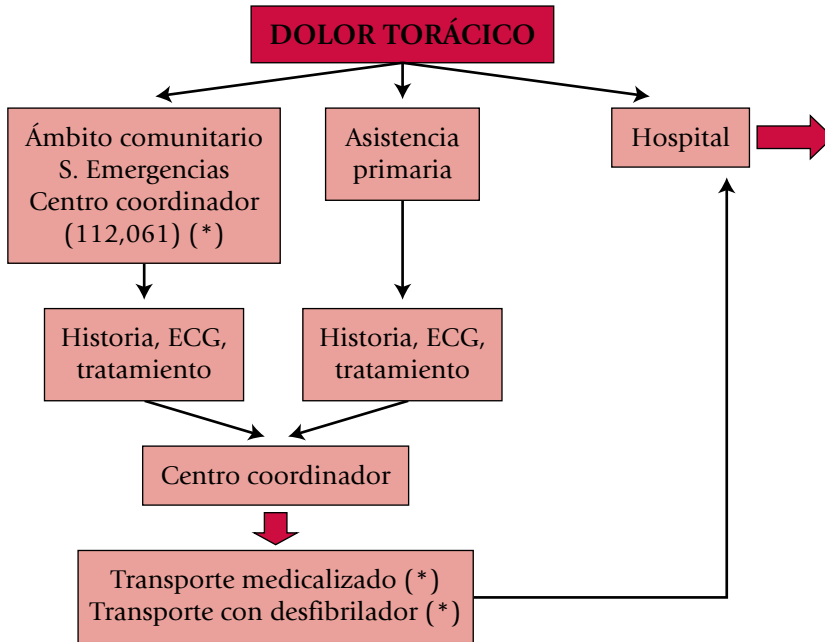 DOLOR TORÁCICO
Ámbito comunitario
S. Emergencias
Centro coordinador
(112,061) (*)
Asistencia
primaria
Hospital
Historia, ECG,
tratamiento
Historia, ECG,
tratamiento
Centro coordinador
Transporte medicalizado (*)
Transporte con desfibrilador (*)